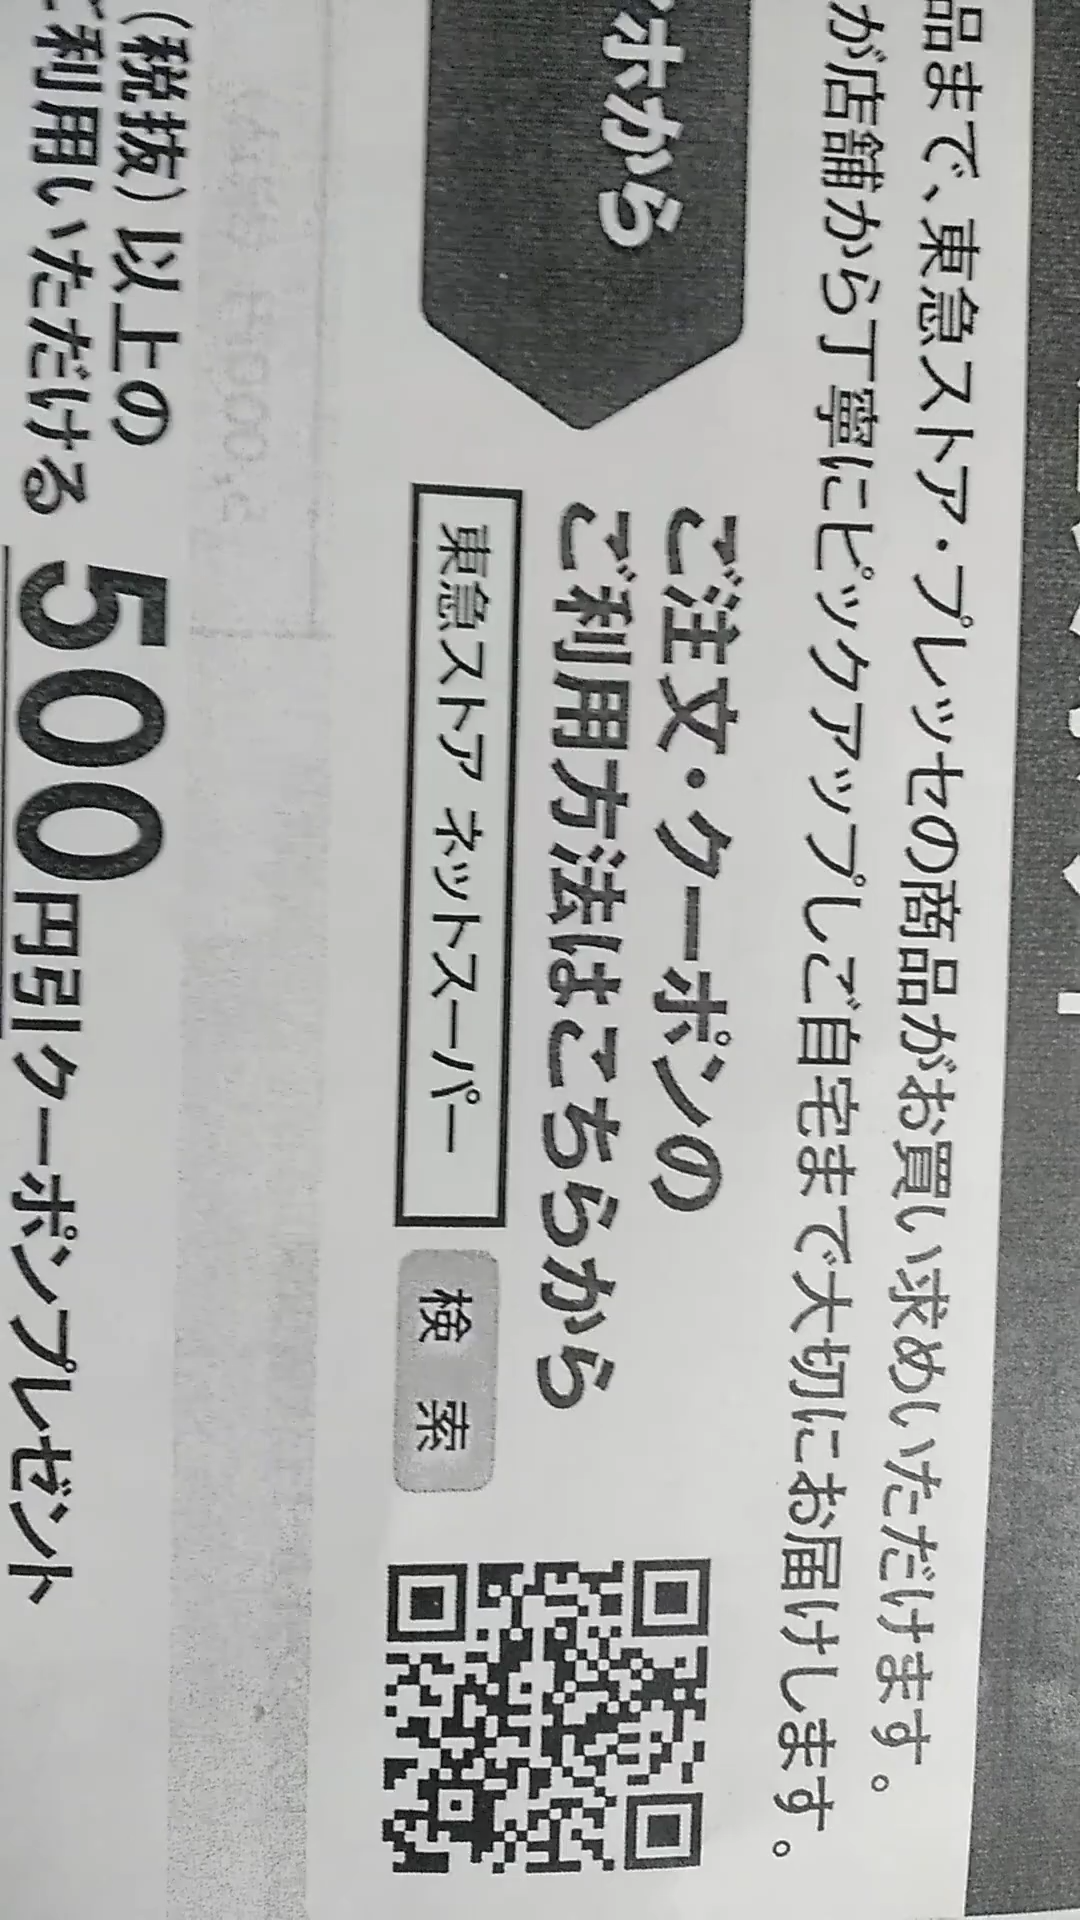 品まで、東急ストア・プレッセの商品がお買い求めいただけます。
が店舗から丁寧にピックアップしご自宅まで大切にお届けします。
ホから
ご注文・クーポンの
ご利用方法はこちらから
東急ストア ネットスーパー
検索
(税抜)以上の
ご利用いただける
500円引クーポンプレゼント